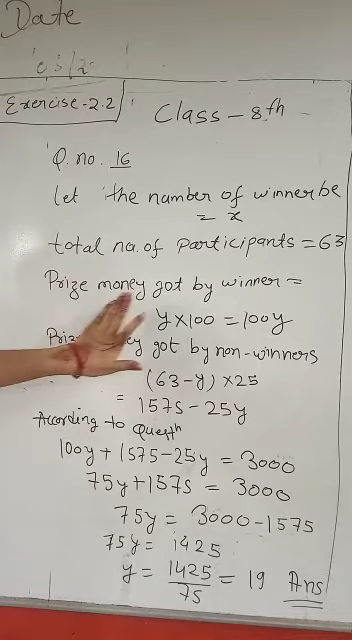 Date
Exercise-2.2 Class - 8th
Q. no. 16
let the number of winner be
= x
total no. of participants = 63
Prize money got by winner =
y×100 = 100y
got by non-winners
(63-y) ×25
= 1575 - 25y
According to Questn
100y + 1575-25y = 3000
75y+1575 = 3000
75y = 3000-1575
75y = 1425
y = 1425/75 = 19 Ans